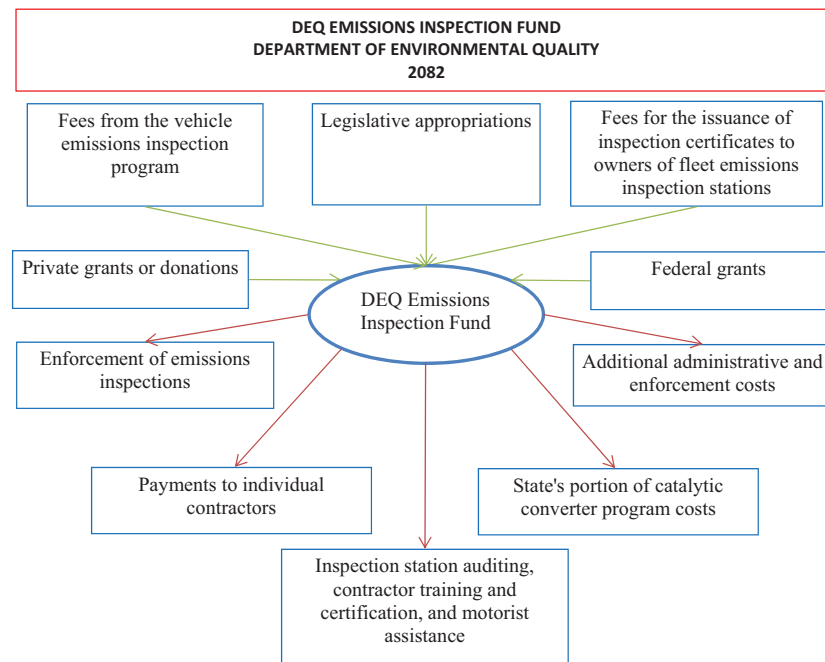 DEQ EMISSIONS INSPECTION FUND
DEPARTMENT OF ENVIRONMENTAL QUALITY
2082
Fees from the vehicle
emissions inspection
program
Legislative appropriations
Fees for the issuance of
inspection certificates to
owners of fleet emissions
inspection stations
Private grants or donations
Federal grants
DEQ Emissions
Inspection Fund
Enforcement of emissions
inspections
Additional administrative and
enforcement costs
Payments to individual
contractors
State's portion of catalytic
converter program costs
Inspection station auditing,
contractor training and
certification, and motorist
assistance